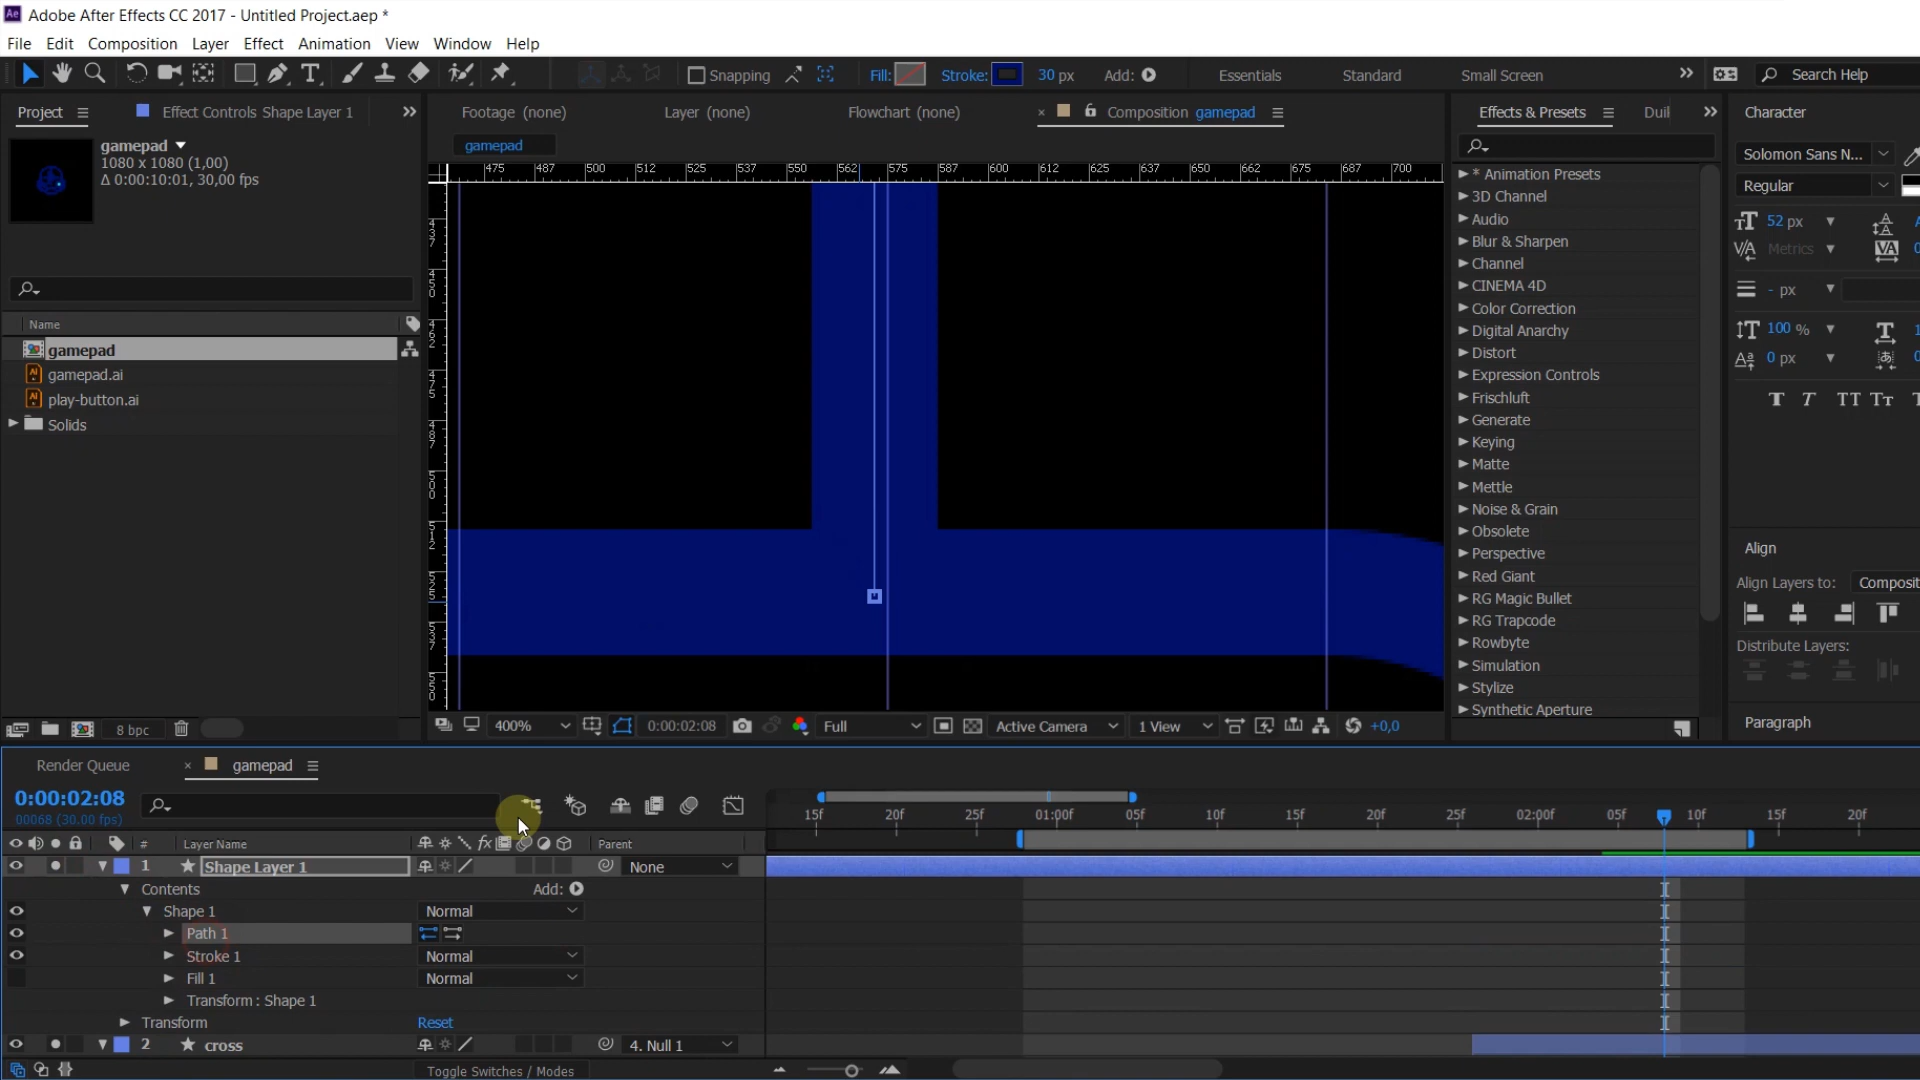 Ae Adobe After Effects CC 2017 - Untitled Project.aep *
File Edit Composition Layer Effect Animation View Window Help
Snapping Fill: Stroke: 30 px Add: Essentials Standard Small Screen » Search Help
Project Effect Controls Shape Layer 1 »
Footage (none) Layer (none) Flowchart (none) × Composition gamepad
Effects & Presets Duil »
Character
gamepad
1080 x 1080 (1,00)
Δ 0:00:10:01, 30,00 fps
gamepad
475 487 500 512 525 537 550 562 575 587 600 612 625 637 650 662 675 687 700
Name
gamepad
gamepad.ai
play-button.ai
Solids
8 bpc
400% 0:00:02:08 Full Active Camera 1 View +0,0
* Animation Presets
3D Channel
Audio
Blur & Sharpen
Channel
CINEMA 4D
Color Correction
Digital Anarchy
Distort
Expression Controls
Frischluft
Generate
Keying
Matte
Mettle
Noise & Grain
Obsolete
Perspective
Red Giant
RG Magic Bullet
RG Trapcode
Rowbyte
Simulation
Stylize
Synthetic Aperture
Solomon Sans N...
Regular
52 px
Metrics
- px
100 %
0 px
T T TT Tt
Align
Align Layers to: Composit
Distribute Layers:
Paragraph
Render Queue × gamepad
0:00:02:08
00068 (30.00 fps)
15f 20f 25f 01:00f 05f 10f 15f 20f 25f 02:00f 05f 10f 15f 20f
# Layer Name fx Parent
1 Shape Layer 1 None
Contents Add:
Shape 1 Normal
Path 1
Stroke 1 Normal
Fill 1 Normal
Transform : Shape 1
Transform Reset
2 cross 4. Null 1
Toggle Switches / Modes